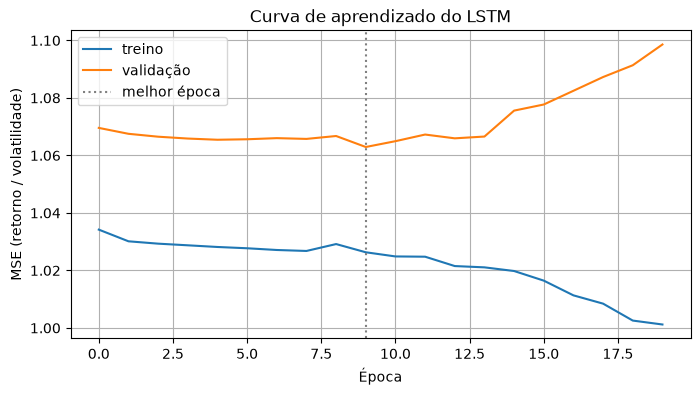 Curva de aprendizado do LSTM
treino
validação
melhor época
MSE (retorno / volatilidade)
1.10
1.08
1.06
1.04
1.02
1.00
0.0 2.5 5.0 7.5 10.0 12.5 15.0 17.5
Época